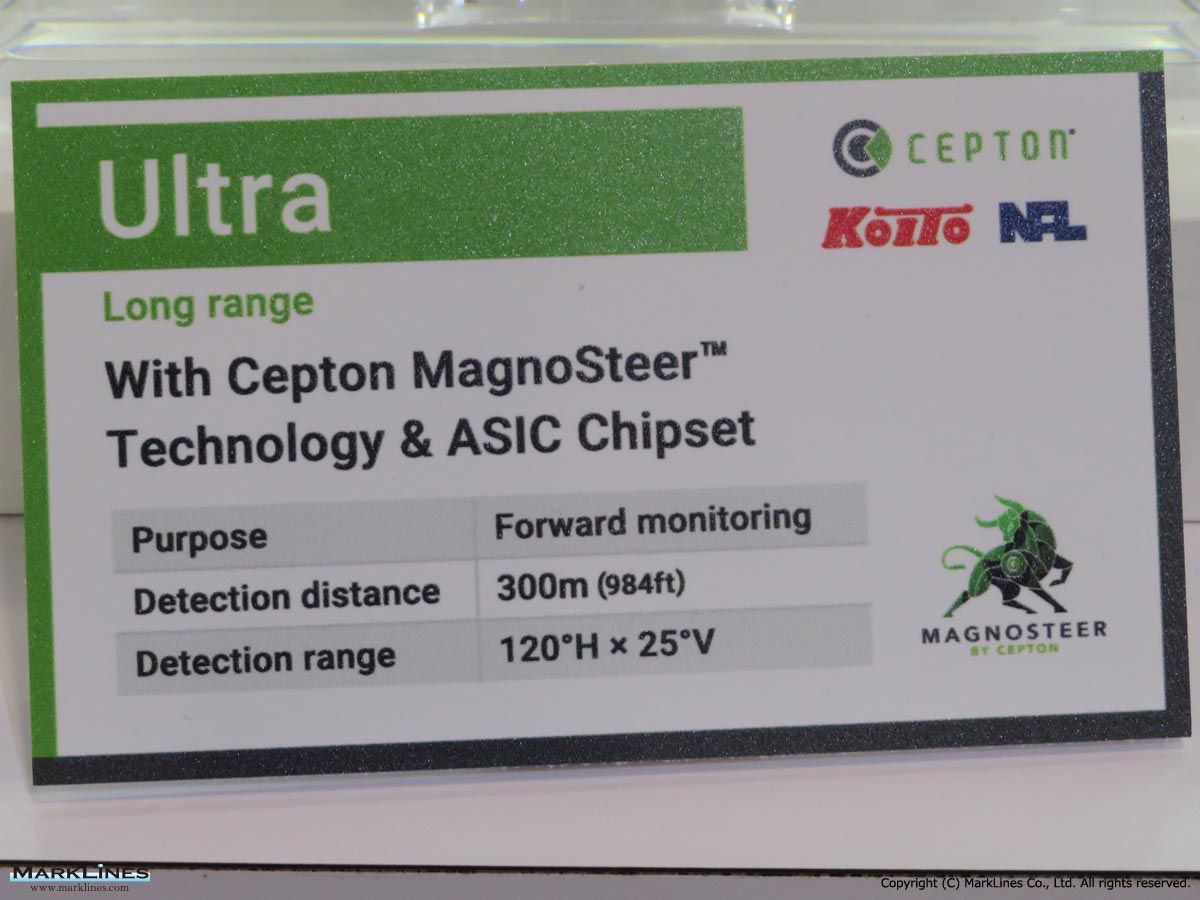 Ultra
CEPTON
KOITO NAL
Long range
With Cepton MagnoSteer™
Technology & ASIC Chipset
Purpose Forward monitoring
Detection distance 300m (984ft)
Detection range 120°H × 25°V
MAGNOSTEER
BY CEPTON
MARKLINES
www.marklines.com
Copyright (C) MarkLines Co., Ltd. All rights reserved.